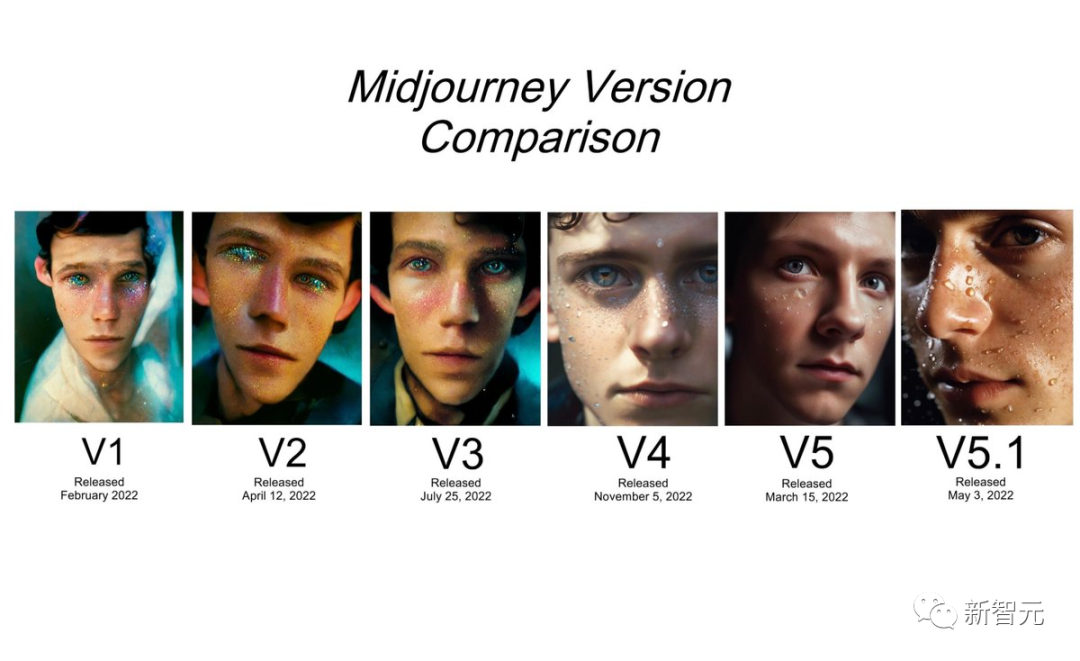 Midjourney Version
Comparison
V1
Released
February 2022
V2
Released
April 12, 2022
V3
Released
July 25, 2022
V4
Released
November 5, 2022
V5
Released
March 15, 2022
V5.1
Released
May 3, 2022
新智元